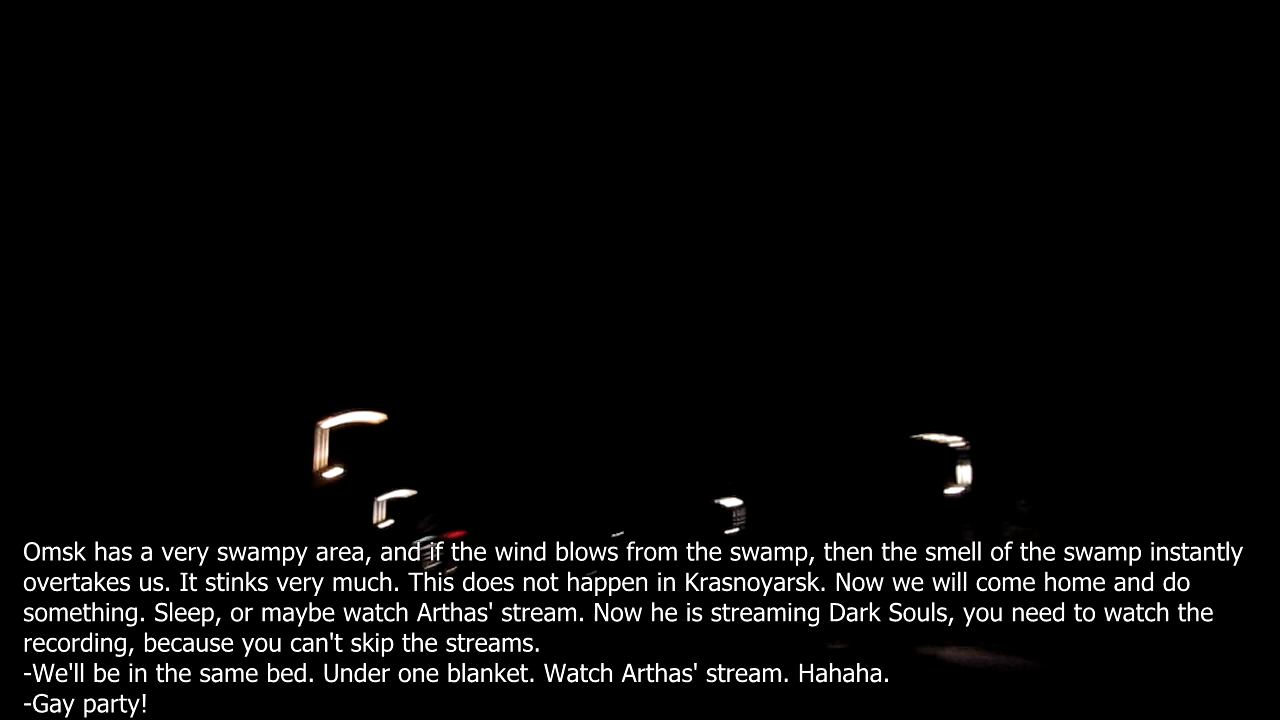 Omsk has a very swampy area, and if the wind blows from the swamp, then the smell of the swamp instantly
overtakes us. It stinks very much. This does not happen in Krasnoyarsk. Now we will come home and do
something. Sleep, or maybe watch Arthas' stream. Now he is streaming Dark Souls, you need to watch the
recording, because you can't skip the streams.
-We'll be in the same bed. Under one blanket. Watch Arthas' stream. Hahaha.
-Gay party!